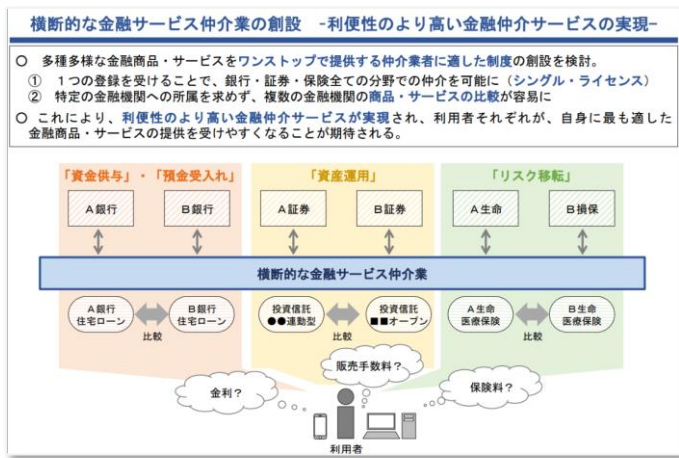 横断的な金融サービス仲介業の創設 -利便性のより高い金融仲介サービスの実現-
○ 多種多様な金融商品・サービスをワンストップで提供する仲介業者に適した制度の創設を検討。
① 1つの登録を受けることで、銀行・証券・保険全ての分野での仲介を可能に(シングル・ライセンス)
② 特定の金融機関への所属を求めず、複数の金融機関の商品・サービスの比較が容易に
○ これにより、利便性のより高い金融仲介サービスが実現され、利用者それぞれが、自身に最も適した
金融商品・サービスの提供を受けやすくなることが期待される。
「資金供与」・「預金受入れ」
「資産運用」
「リスク移転」
A銀行
B銀行
A証券
B証券
A生命
B損保
横断的な金融サービス仲介業
A銀行
住宅ローン
比較
B銀行
住宅ローン
投資信託
●●連動型
比較
投資信託
■■オープン
A生命
医療保険
比較
B生命
医療保険
金利?
販売手数料?
保険料?
利用者